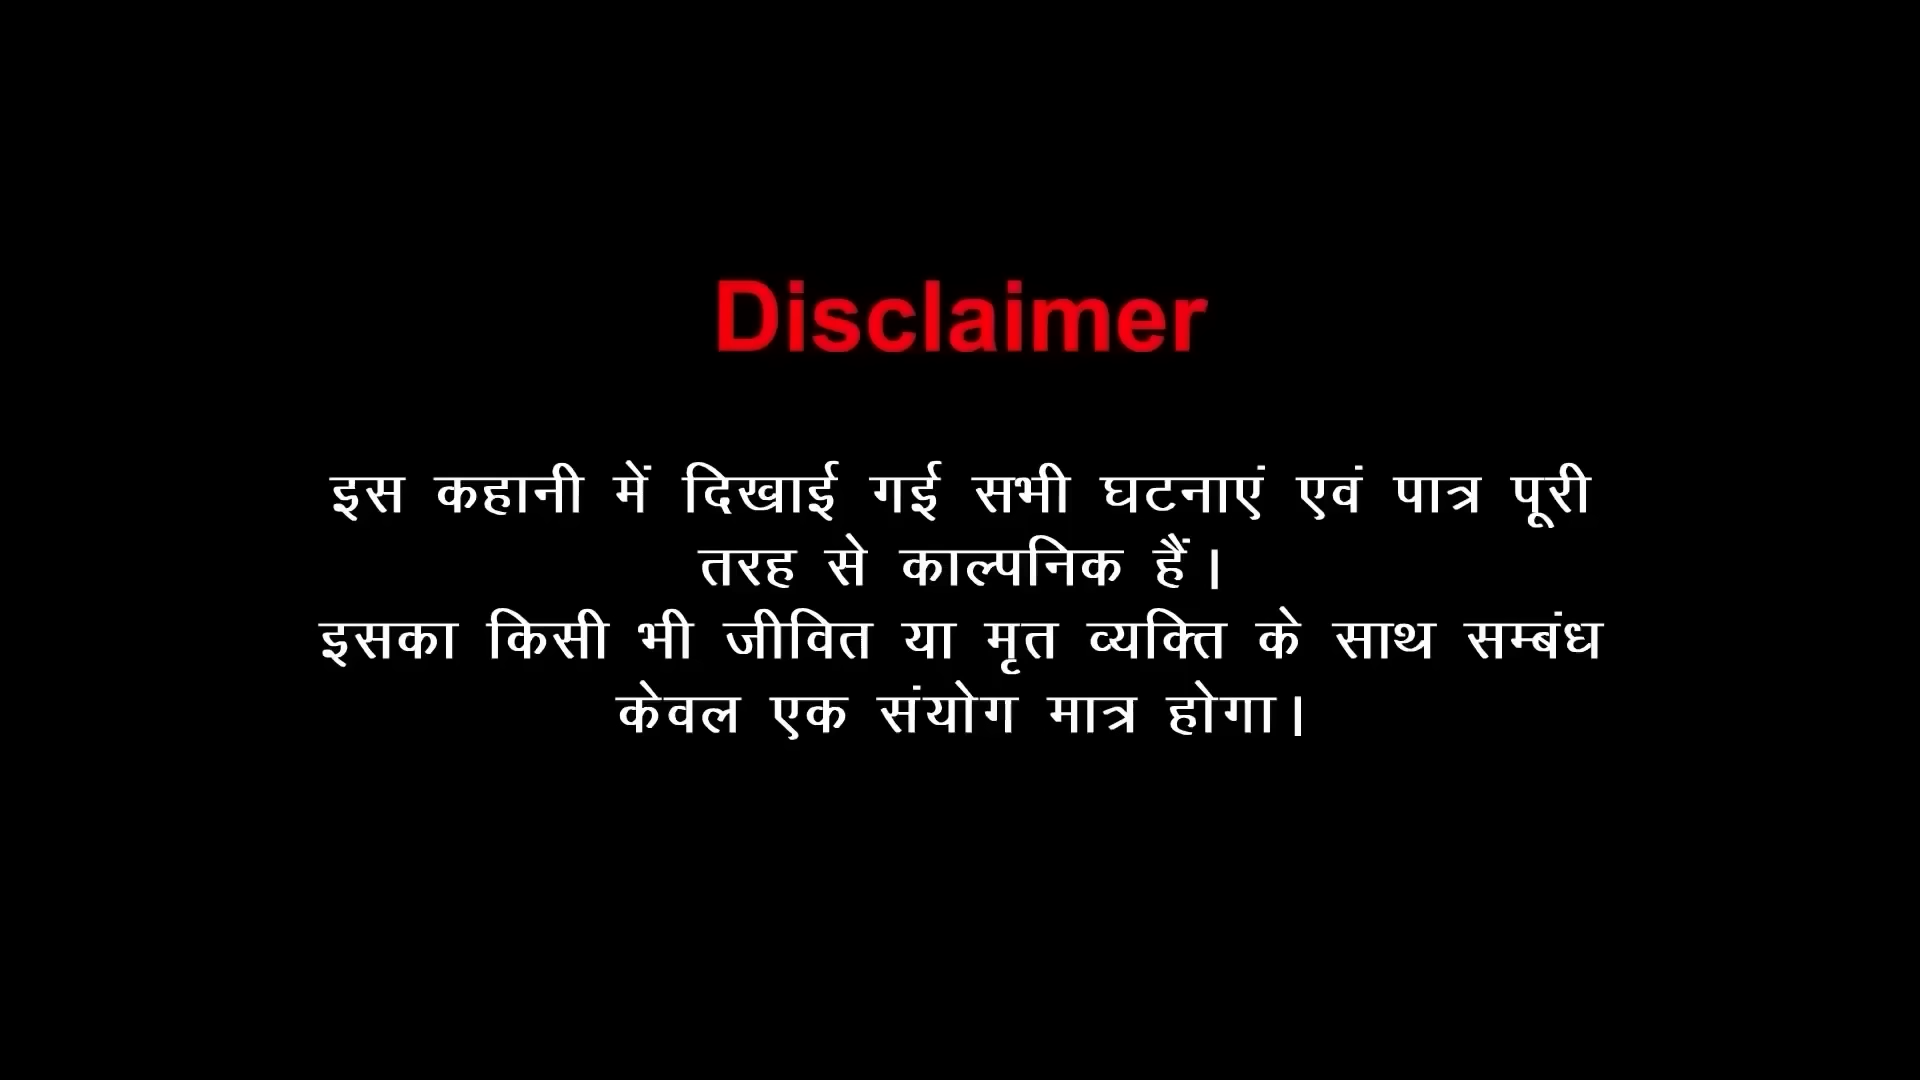 Disclaimer
इस कहानी में दिखाई गई सभी घटनाएं एवं पात्र पूरी
तरह से काल्पनिक हैं।
इसका किसी भी जीवित या मृत व्यक्ति के साथ सम्बंध
केवल एक संयोग मात्र होगा।